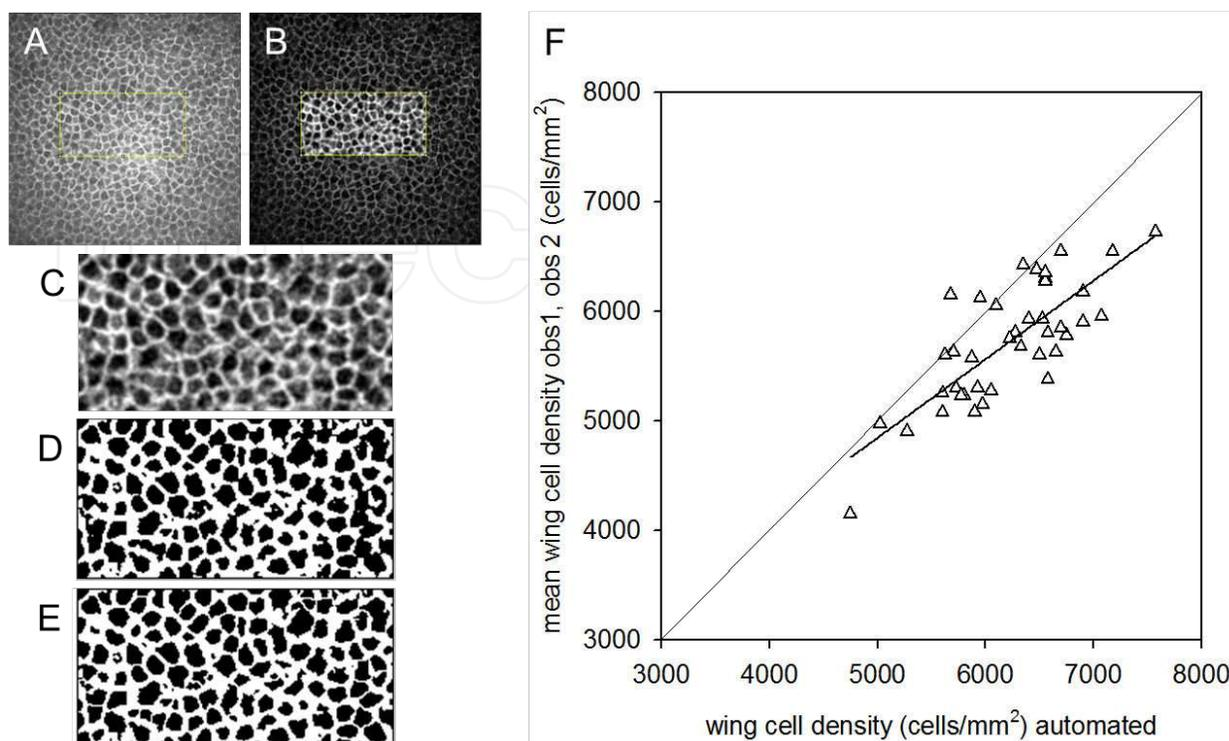 A
B
C
D
E
F
mean wing cell density obs1, obs 2 (cells/mm²)
8000
7000
6000
5000
4000
3000
3000 4000 5000 6000 7000 8000
wing cell density (cells/mm²) automated